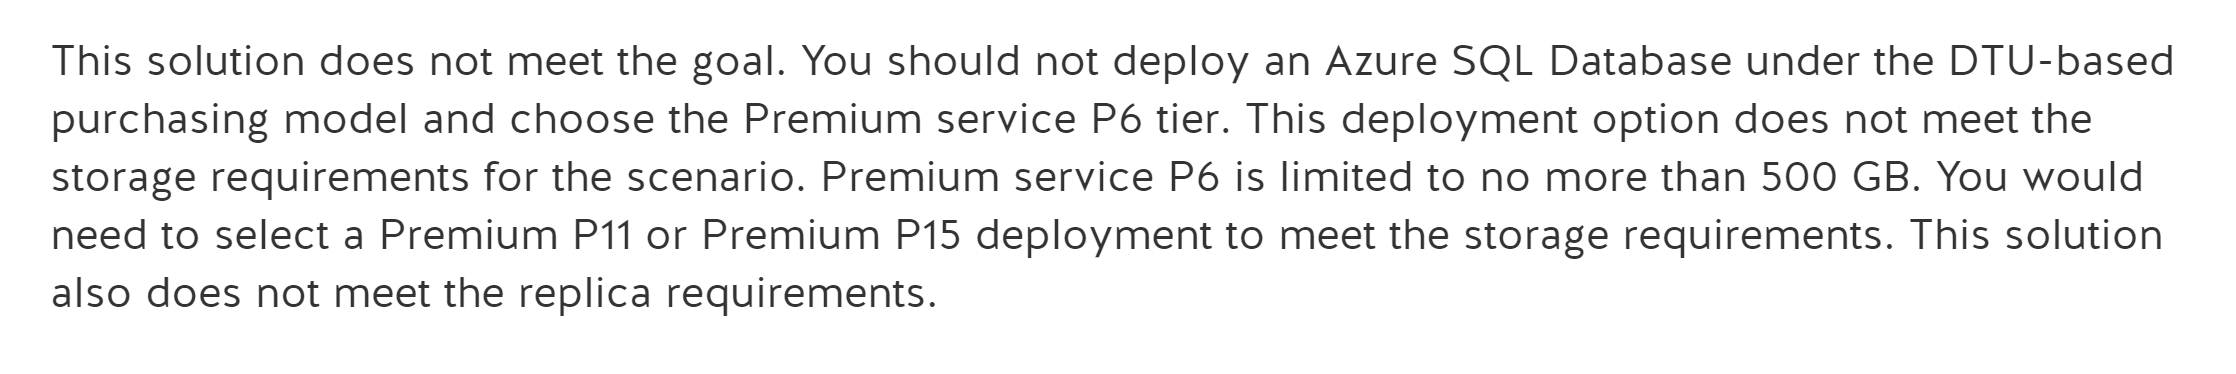 This solution does not meet the goal. You should not deploy an Azure SQL Database under the DTU-based
purchasing model and choose the Premium service P6 tier. This deployment option does not meet the
storage requirements for the scenario. Premium service P6 is limited to no more than 500 GB. You would
need to select a Premium P11 or Premium P15 deployment to meet the storage requirements. This solution
also does not meet the replica requirements.